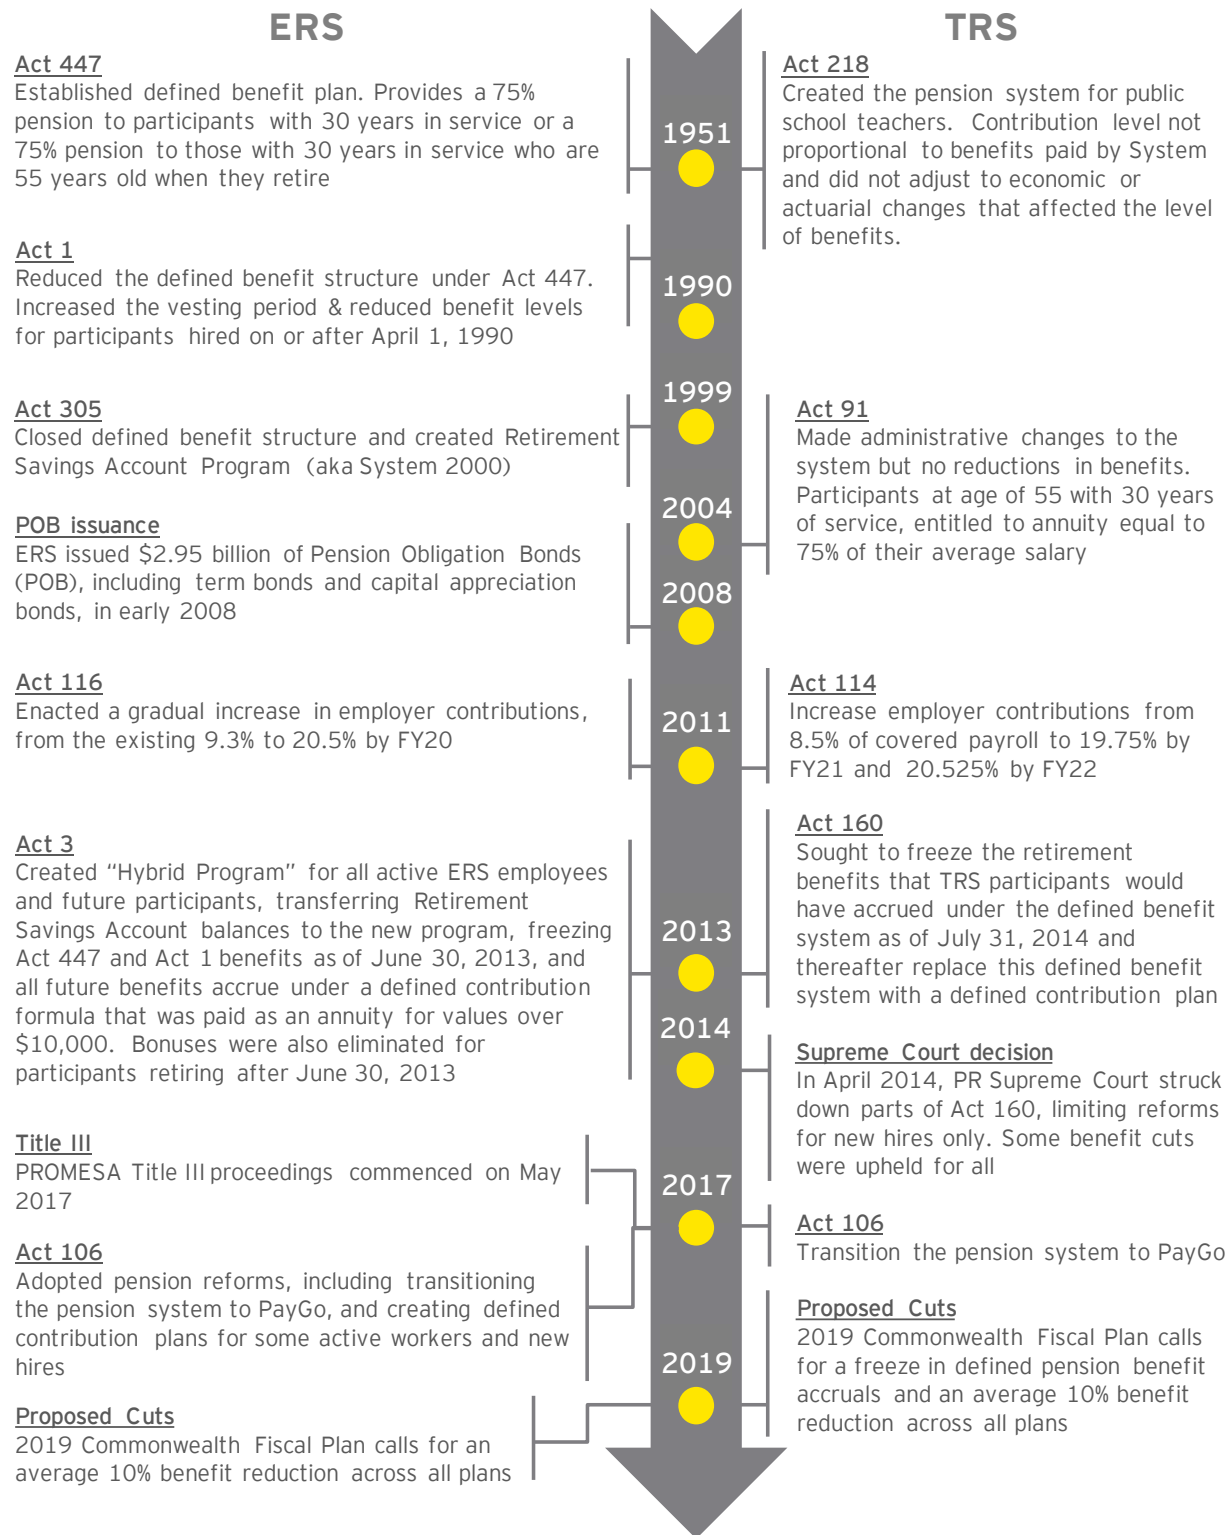 ERS
Act 447
Established defined benefit plan. Provides a 75%
pension to participants with 30 years in service or a
75% pension to those with 30 years in service who are
55 years old when they retire
Act 1
Reduced the defined benefit structure under Act 447.
Increased the vesting period & reduced benefit levels
for participants hired on or after April 1, 1990
Act 305
Closed defined benefit structure and created Retirement
Savings Account Program (aka System 2000)
POB issuance
ERS issued $2.95 billion of Pension Obligation Bonds
(POB), including term bonds and capital appreciation
bonds, in early 2008
Act 116
Enacted a gradual increase in employer contributions,
from the existing 9.3% to 20.5% by FY20
Act 3
Created “Hybrid Program” for all active ERS employees
and future participants, transferring Retirement
Savings Account balances to the new program, freezing
Act 447 and Act 1 benefits as of June 30, 2013, and
all future benefits accrue under a defined contribution
formula that was paid as an annuity for values over
$10,000. Bonuses were also eliminated for
participants retiring after June 30, 2013
Title III
PROMESA Title III proceedings commenced on May
2017
Act 106
Adopted pension reforms, including transitioning
the pension system to PayGo, and creating defined
contribution plans for some active workers and new
hires
Proposed Cuts
2019 Commonwealth Fiscal Plan calls for an
average 10% benefit reduction across all plans
1951
1990
1999
2004
2008
2011
2013
2014
2017
2019
TRS
Act 218
Created the pension system for public
school teachers. Contribution level not
proportional to benefits paid by System
and did not adjust to economic or
actuarial changes that affected the level
of benefits.
Act 91
Made administrative changes to the
system but no reductions in benefits.
Participants at age of 55 with 30 years
of service, entitled to annuity equal to
75% of their average salary
Act 114
Increase employer contributions from
8.5% of covered payroll to 19.75% by
FY21 and 20.525% by FY22
Act 160
Sought to freeze the retirement
benefits that TRS participants would
have accrued under the defined benefit
system as of July 31, 2014 and
thereafter replace this defined benefit
system with a defined contribution plan
Supreme Court decision
In April 2014, PR Supreme Court struck
down parts of Act 160, limiting reforms
for new hires only. Some benefit cuts
were upheld for all
Act 106
Transition the pension system to PayGo
Proposed Cuts
2019 Commonwealth Fiscal Plan calls
for a freeze in defined pension benefit
accruals and an average 10% benefit
reduction across all plans